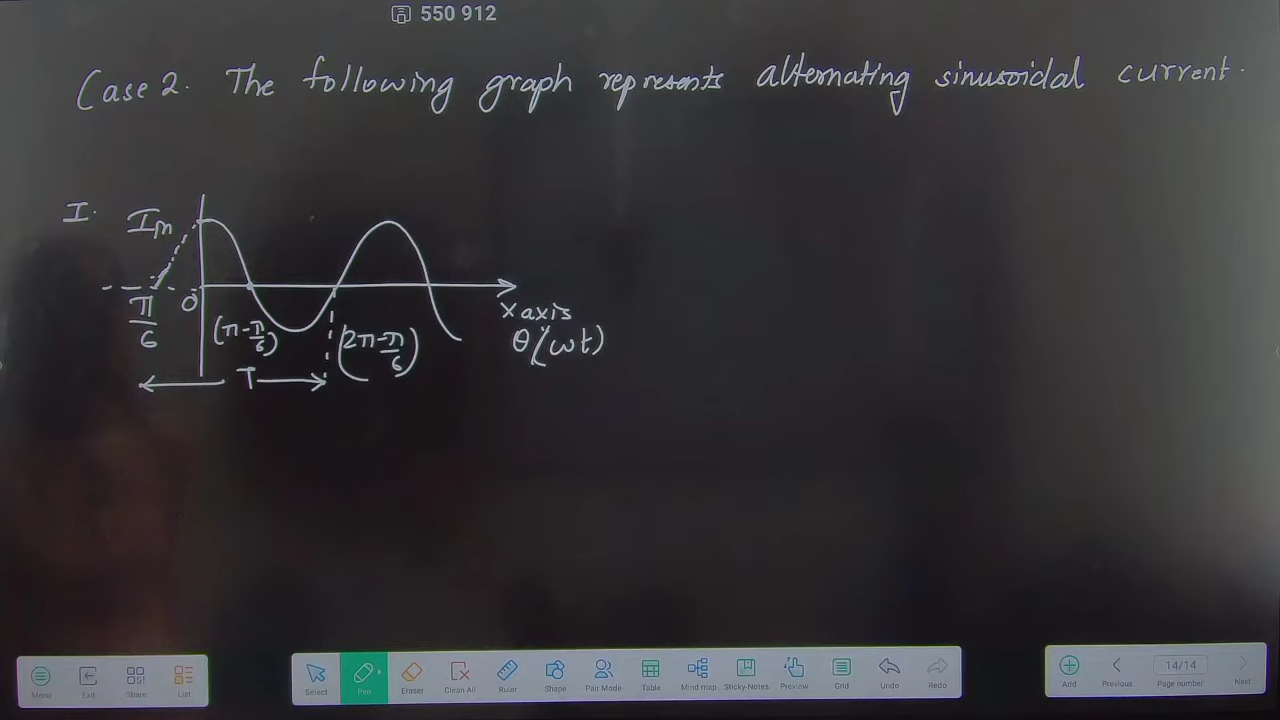 550 912
Case 2. The following graph represents alternating sinusoidal current.
I.
Im
π/6
0
(π-π/6)
(2π-π/6)
x axis
θ(ωt)
T
Menu Exit Share List
Select Pen Eraser Clean All Ruler Shape Pair Mode Table Mind map Sticky-Notes Preview Grid Undo Redo
Add Previous 14/14 Page number Next